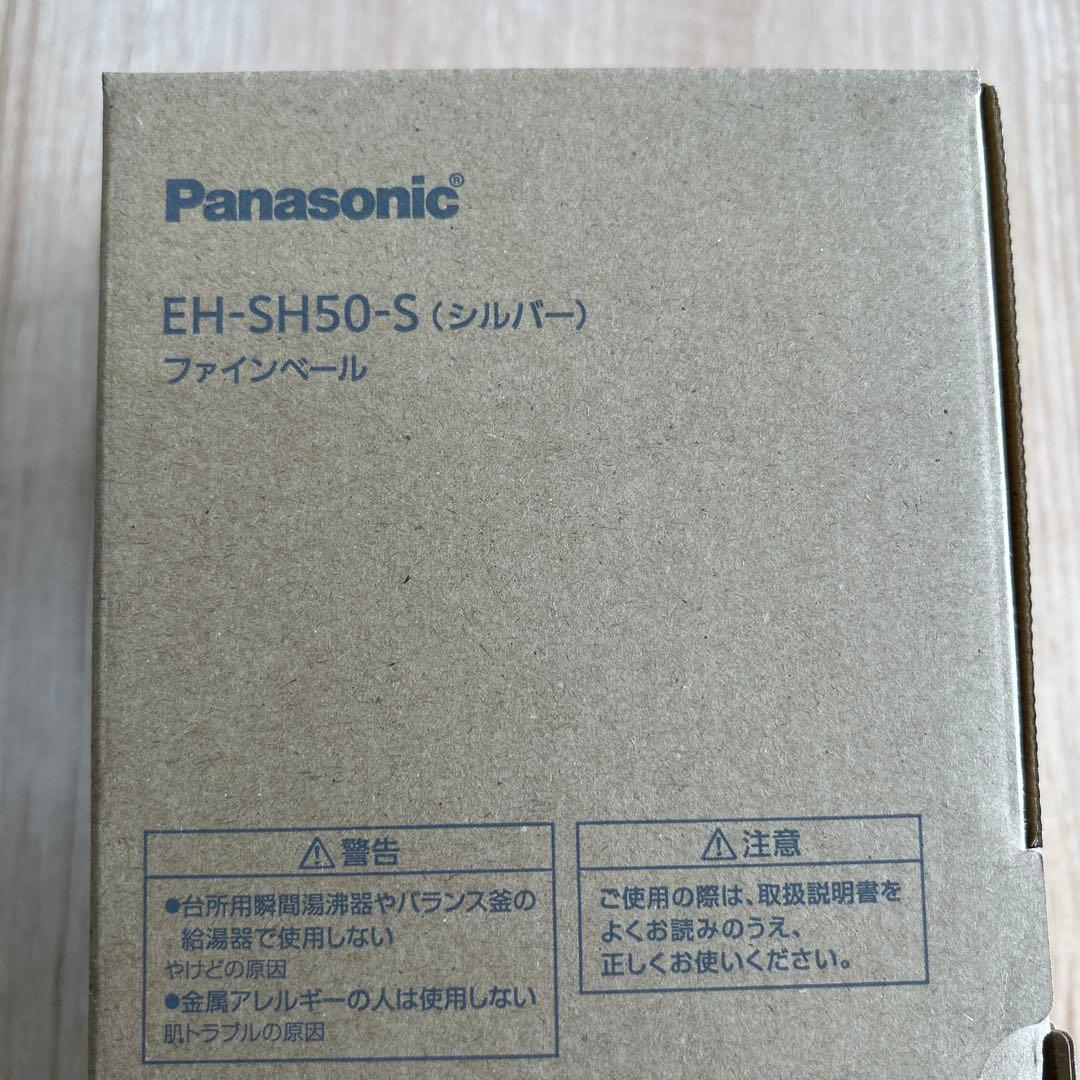 Panasonic®
EH-SH50-S（シルバー）
ファインベール
⚠警告
●台所用瞬間湯沸器やバランス釜の
給湯器で使用しない
やけどの原因
●金属アレルギーの人は使用しない
肌トラブルの原因
⚠注意
ご使用の際は、取扱説明書を
よくお読みのうえ、
正しくお使いください。